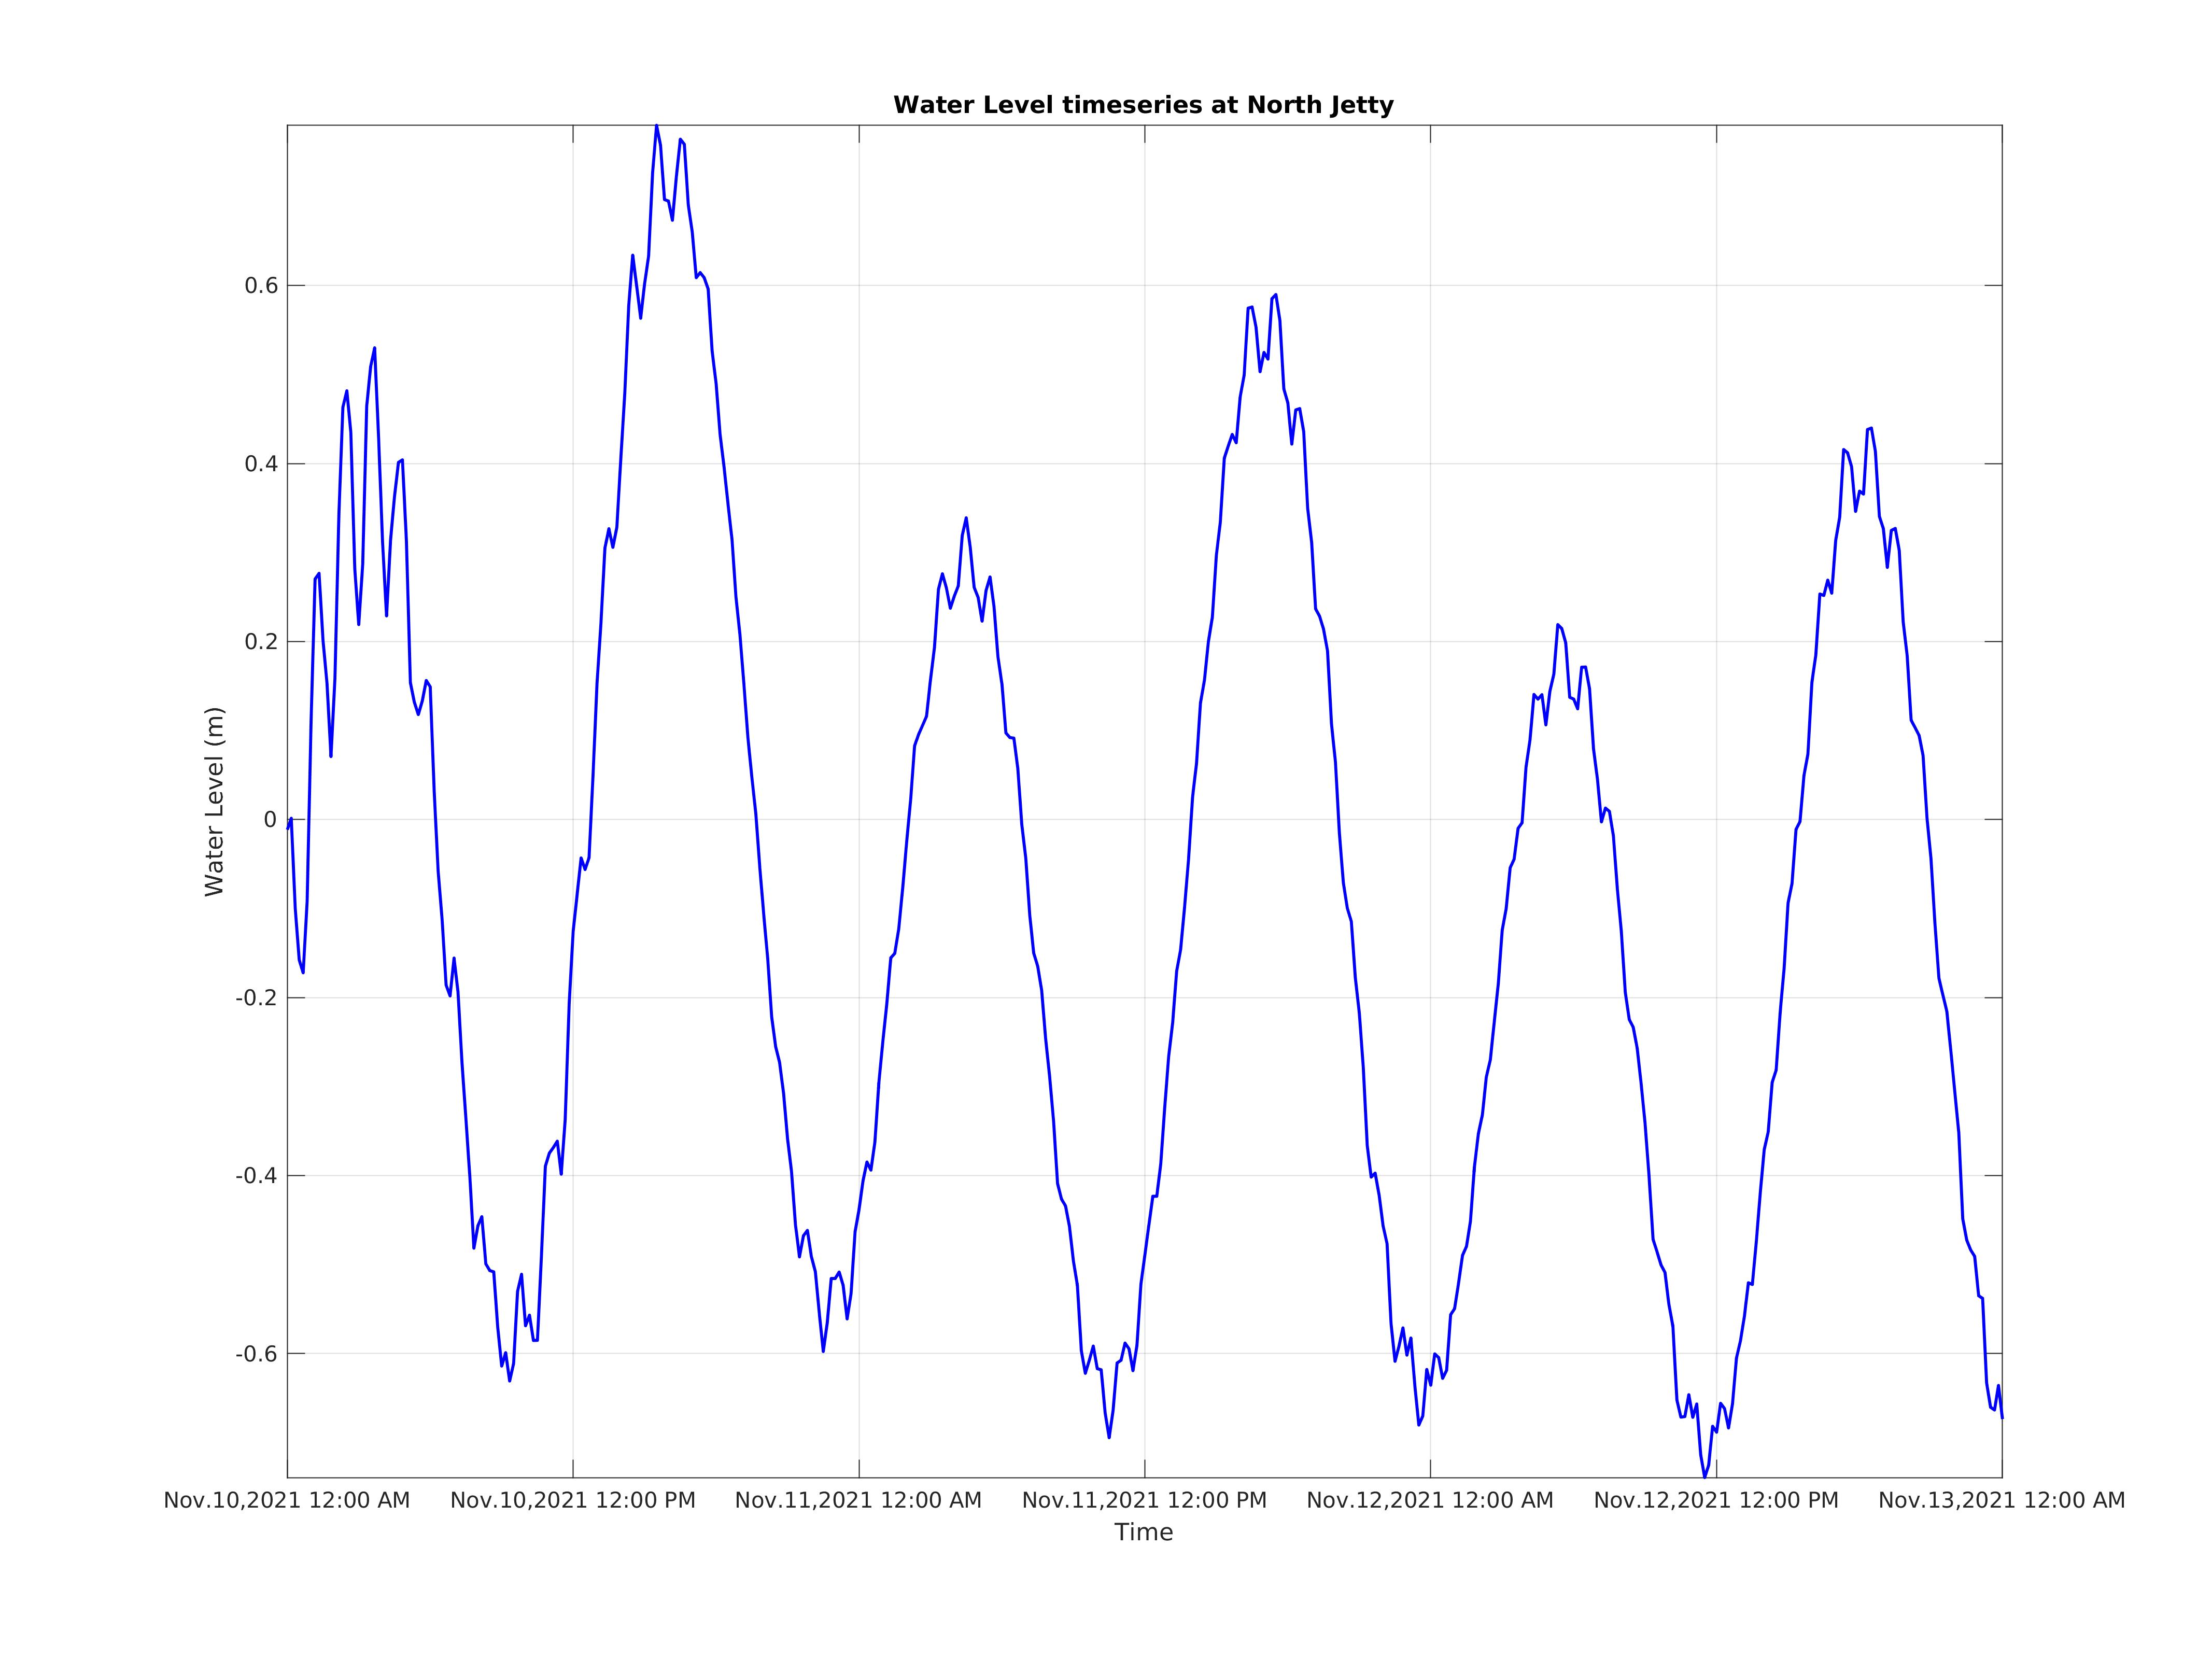 Water Level timeseries at North Jetty
0.6
0.4
0.2
0
-0.2
-0.4
-0.6
Water Level (m)
Nov.10,2021 12:00 AM Nov.10,2021 12:00 PM Nov.11,2021 12:00 AM Nov.11,2021 12:00 PM Nov.12,2021 12:00 AM Nov.12,2021 12:00 PM Nov.13,2021 12:00 AM
Time